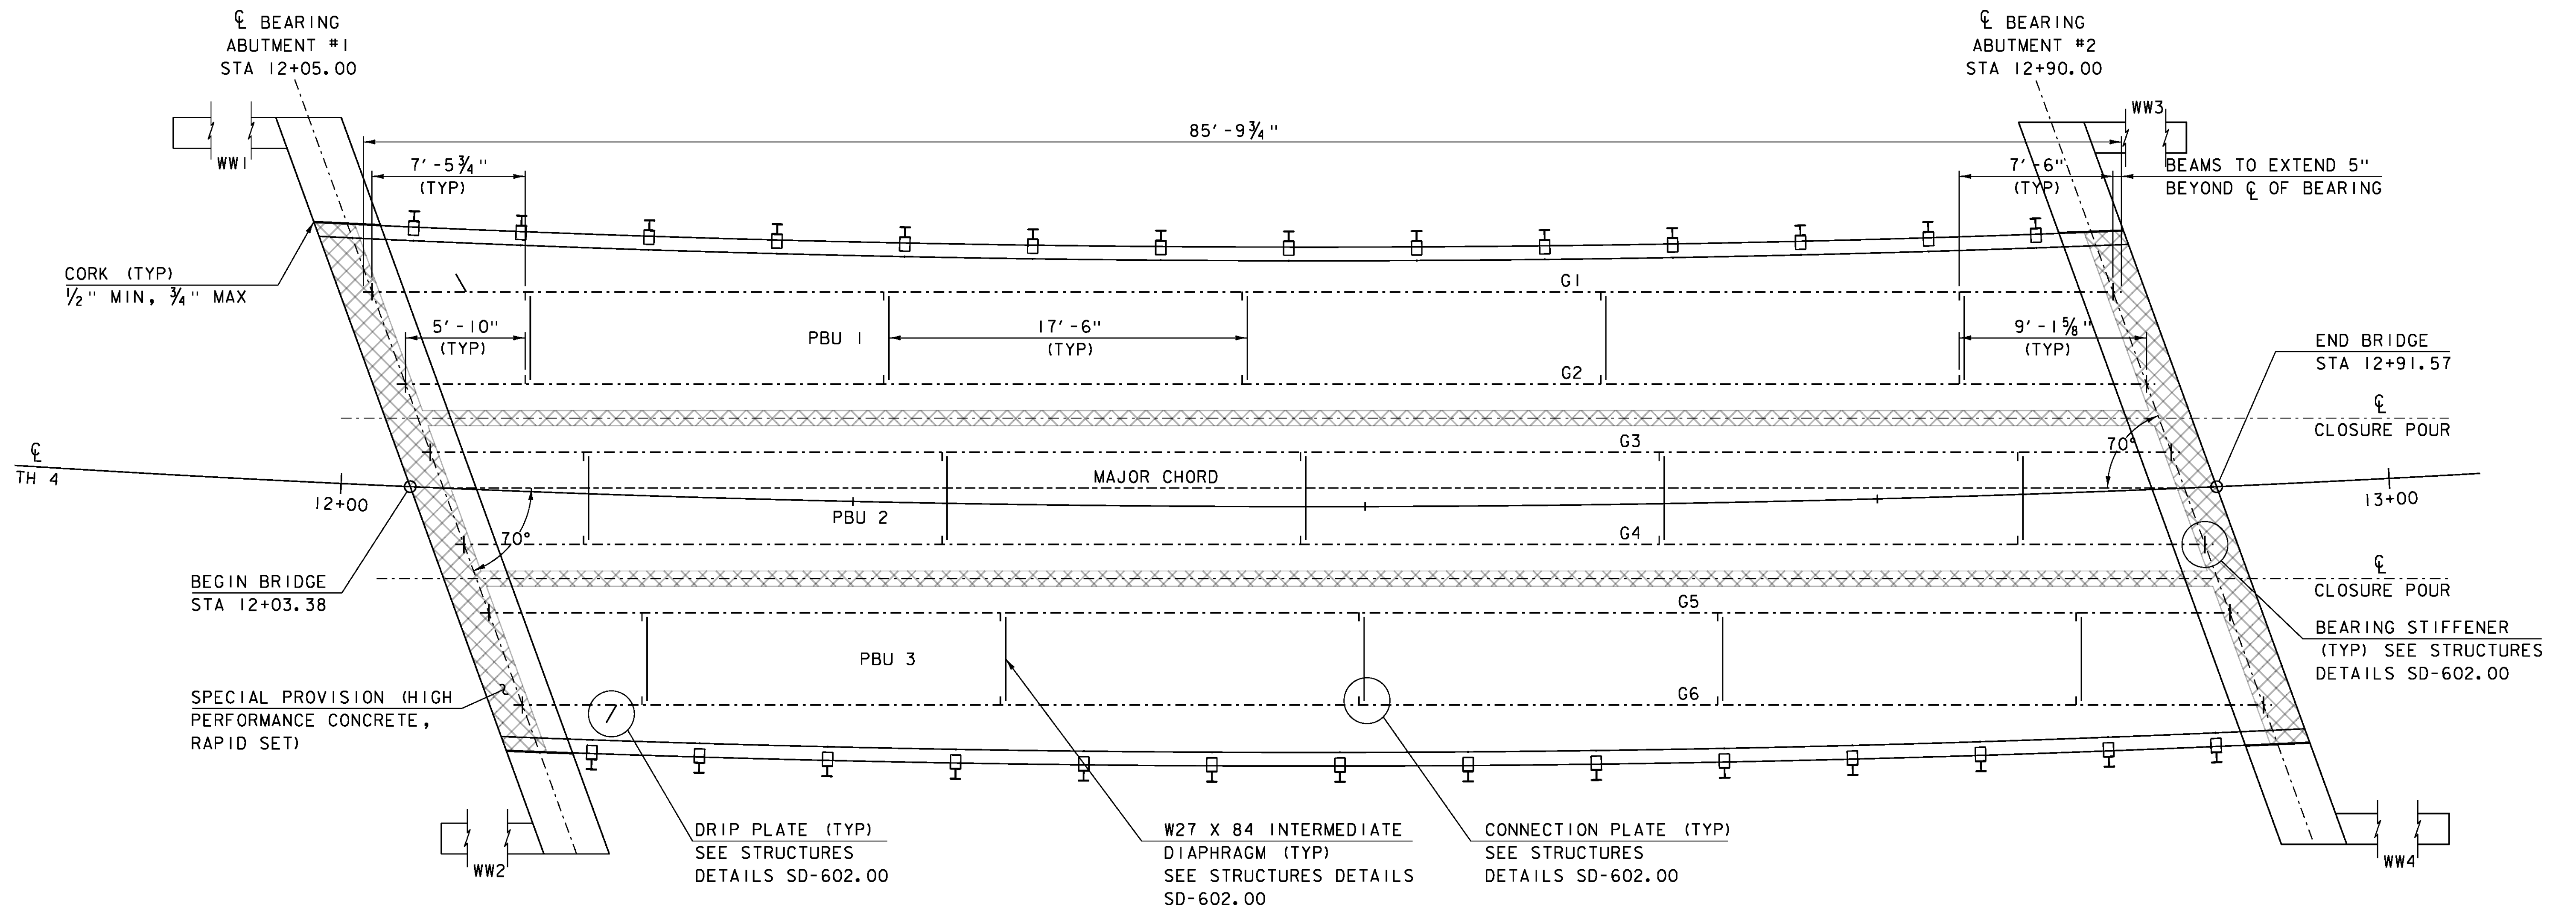 ℄ BEARING
ABUTMENT #1
STA 12+05.00
℄ BEARING
ABUTMENT #2
STA 12+90.00
WW1
WW3
85'-9¾"
7'-5¾"
(TYP)
7'-6"
(TYP)
BEAMS TO EXTEND 5"
BEYOND ℄ OF BEARING
CORK (TYP)
½" MIN, ¾" MAX
G1
5'-10"
(TYP)
PBU 1
17'-6"
(TYP)
9'-1⅝"
(TYP)
END BRIDGE
STA 12+91.57
G2
℄
CLOSURE POUR
G3
70°
℄
TH 4
MAJOR CHORD
12+00
13+00
PBU 2
G4
70°
BEGIN BRIDGE
STA 12+03.38
℄
CLOSURE POUR
G5
BEARING STIFFENER
(TYP) SEE STRUCTURES
DETAILS SD-602.00
PBU 3
SPECIAL PROVISION (HIGH
PERFORMANCE CONCRETE,
RAPID SET)
G6
DRIP PLATE (TYP)
SEE STRUCTURES
DETAILS SD-602.00
W27 X 84 INTERMEDIATE
DIAPHRAGM (TYP)
SEE STRUCTURES DETAILS
SD-602.00
CONNECTION PLATE (TYP)
SEE STRUCTURES
DETAILS SD-602.00
WW2
WW4